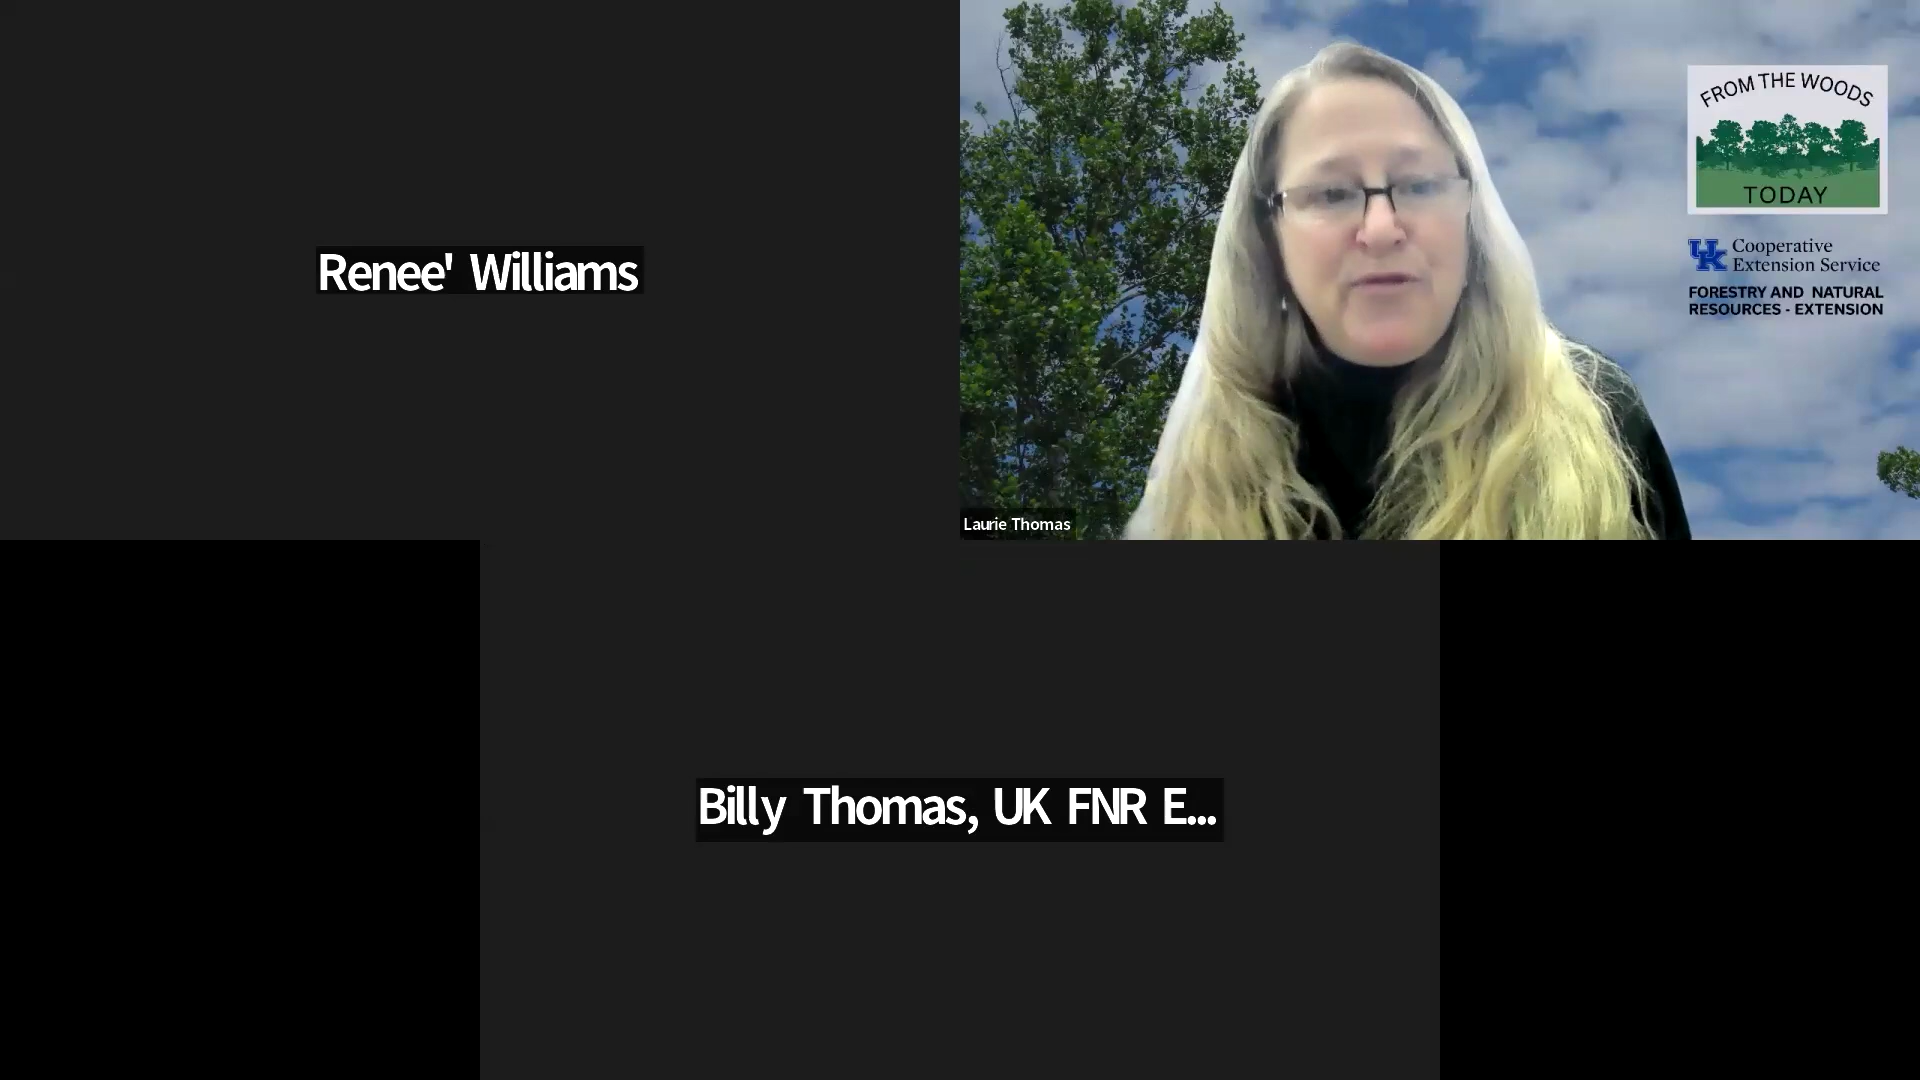 Renee' Williams
FROM THE WOODS
TODAY
UK Cooperative
Extension Service
FORESTRY AND NATURAL
RESOURCES - EXTENSION
Laurie Thomas
Billy Thomas, UK FNR E...